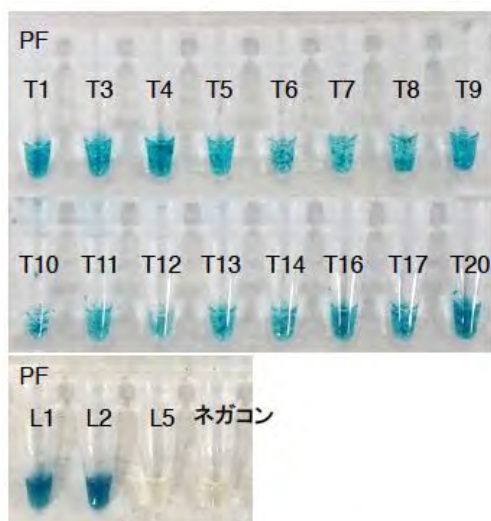 PF
T1 T3 T4 T5 T6 T7 T8 T9
T10 T11 T12 T13 T14 T16 T17 T20
PF
L1 L2 L5 ネガコン